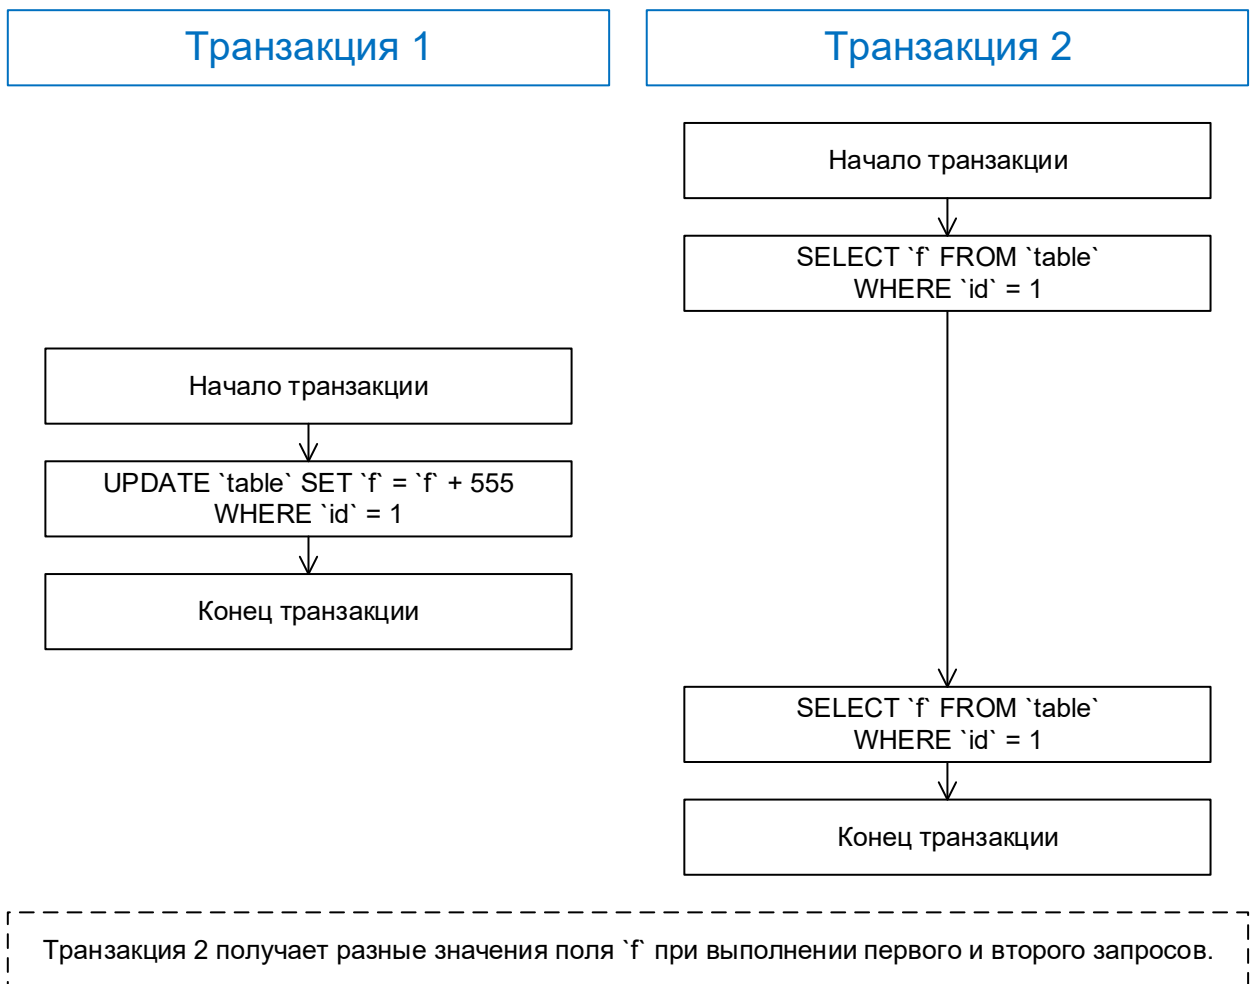 Транзакция 1
Транзакция 2
Начало транзакции
SELECT `f` FROM `table`
WHERE `id` = 1
Начало транзакции
UPDATE `table` SET `f` = `f` + 555
WHERE `id` = 1
Конец транзакции
SELECT `f` FROM `table`
WHERE `id` = 1
Конец транзакции
Транзакция 2 получает разные значения поля `f` при выполнении первого и второго запросов.